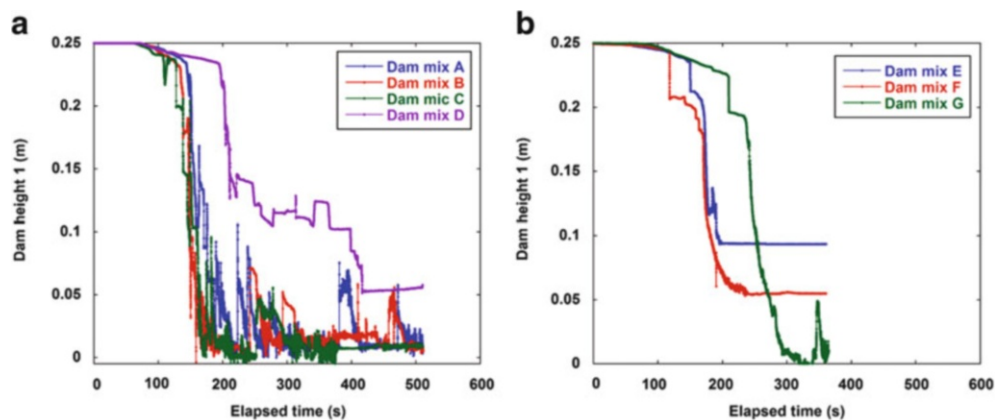 a
0.25
0.2
0.15
0.1
0.05
0
Dam height 1 (m)
Dam mix A
Dam mix B
Dam mic C
Dam mix D
0 100 200 300 400 500 600
Elapsed time (s)
b
0.25
0.2
0.15
0.1
0.05
0
Dam height 1 (m)
Dam mix E
Dam mix F
Dam mix G
0 100 200 300 400 500 600
Elapsed time (s)